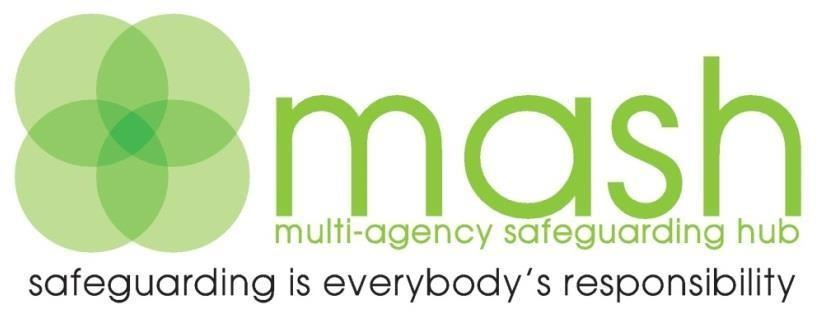 mash
multi-agency safeguarding hub
safeguarding is everybody's responsibility